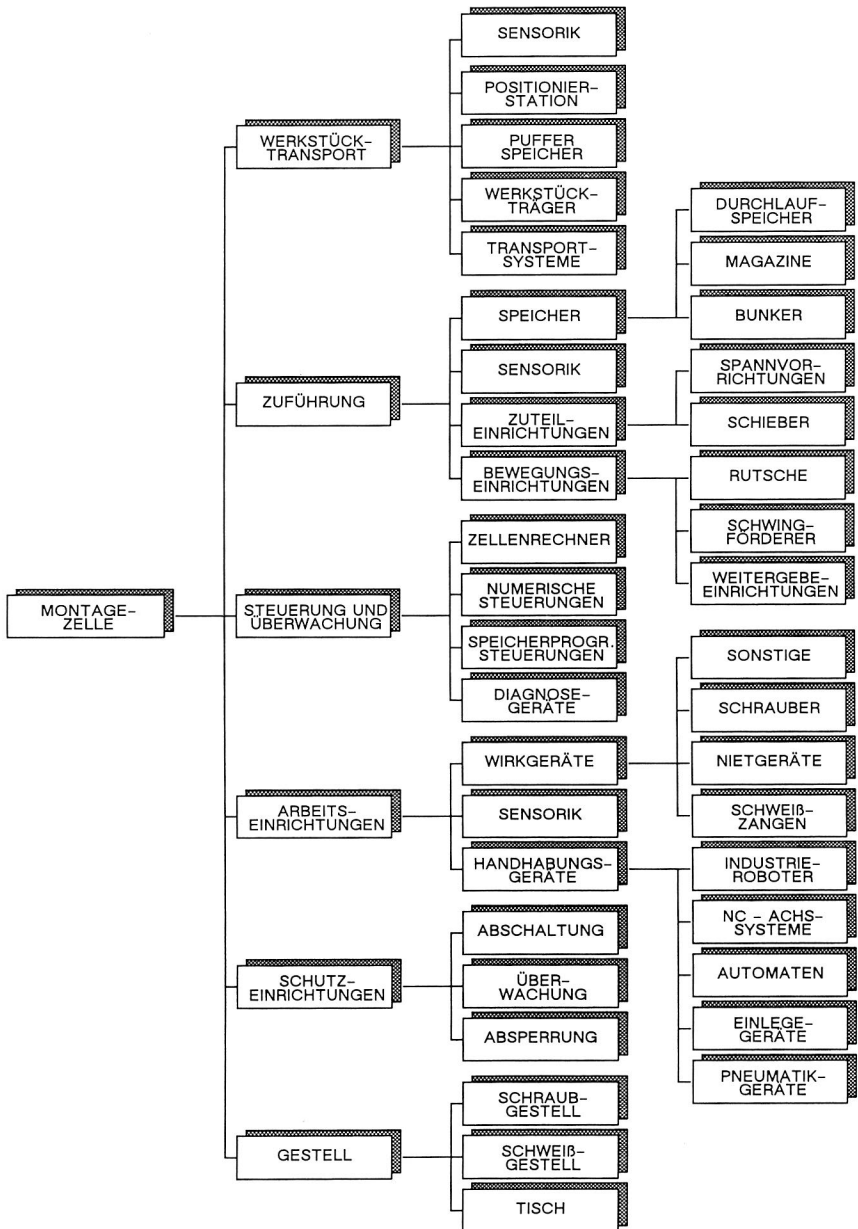 MONTAGE-
ZELLE
WERKSTÜCK-
TRANSPORT
SENSORIK
POSITIONIER-
STATION
PUFFER
SPEICHER
WERKSTÜCK-
TRÄGER
TRANSPORT-
SYSTEME
ZUFÜHRUNG
SPEICHER
DURCHLAUF-
SPEICHER
MAGAZINE
BUNKER
SENSORIK
ZUTEIL-
EINRICHTUNGEN
SPANNVOR-
RICHTUNGEN
SCHIEBER
BEWEGUNGS-
EINRICHTUNGEN
RUTSCHE
SCHWING-
FÖRDERER
WEITERGEBE-
EINRICHTUNGEN
STEUERUNG UND
ÜBERWACHUNG
ZELLENRECHNER
NUMERISCHE
STEUERUNGEN
SPEICHERPROGR.
STEUERUNGEN
DIAGNOSE-
GERÄTE
ARBEITS-
EINRICHTUNGEN
WIRKGERÄTE
SONSTIGE
SCHRAUBER
NIETGERÄTE
SCHWEIß-
ZANGEN
SENSORIK
HANDHABUNGS-
GERÄTE
INDUSTRIE-
ROBOTER
NC - ACHS-
SYSTEME
AUTOMATEN
EINLEGE-
GERÄTE
PNEUMATIK-
GERÄTE
SCHUTZ-
EINRICHTUNGEN
ABSCHALTUNG
ÜBER-
WACHUNG
ABSPERRUNG
GESTELL
SCHRAUB-
GESTELL
SCHWEIß-
GESTELL
TISCH